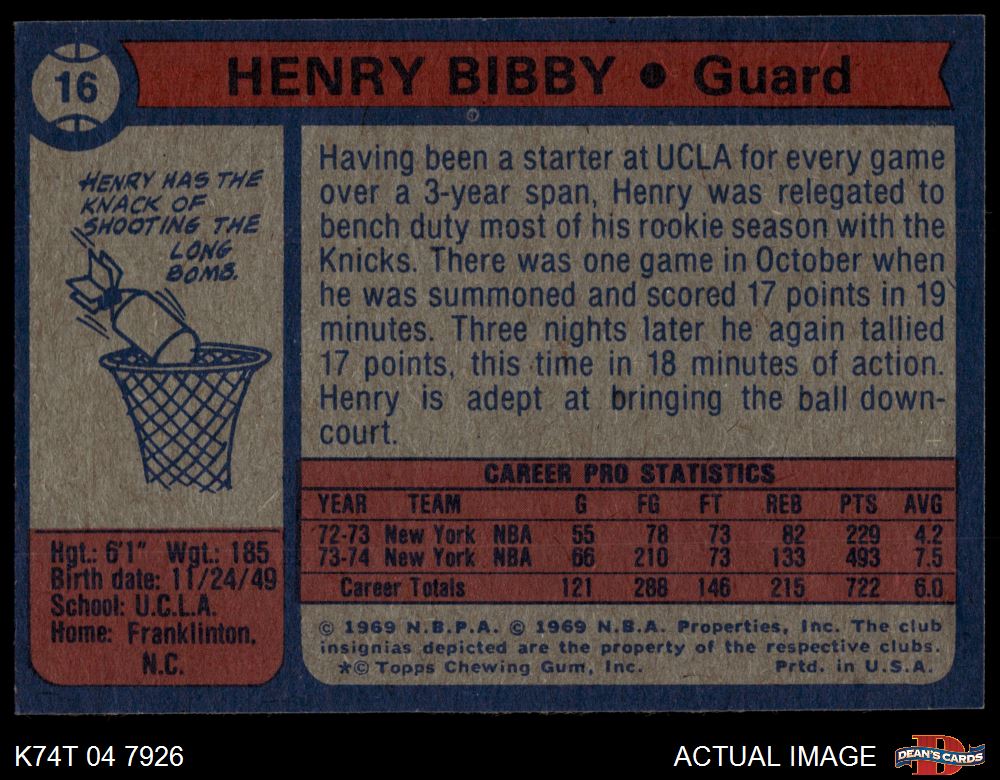 16
HENRY BIBBY • Guard
HENRY HAS THE
KNACK OF
SHOOTING THE
LONG
BOMB.
Having been a starter at UCLA for every game
over a 3-year span, Henry was relegated to
bench duty most of his rookie season with the
Knicks. There was one game in October when
he was summoned and scored 17 points in 19
minutes. Three nights later he again tallied
17 points, this time in 18 minutes of action.
Henry is adept at bringing the ball down-
court.
CAREER PRO STATISTICS
YEAR TEAM G FG FT REB PTS AVG
72-73 New York NBA 55 78 73 82 229 4.2
73-74 New York NBA 66 210 73 133 493 7.5
Career Totals 121 288 146 215 722 6.0
Hgt.: 6'1" Wgt.: 185
Birth date: 11/24/49
School: U.C.L.A.
Home: Franklinton,
N.C.
© 1969 N.B.P.A. © 1969 N.B.A. Properties, Inc. The club
insignias depicted are the property of the respective clubs.
*© Topps Chewing Gum, Inc. Prtd. in U.S.A.
K74T 04 7926
ACTUAL IMAGE
D
DEAN'S CARDS